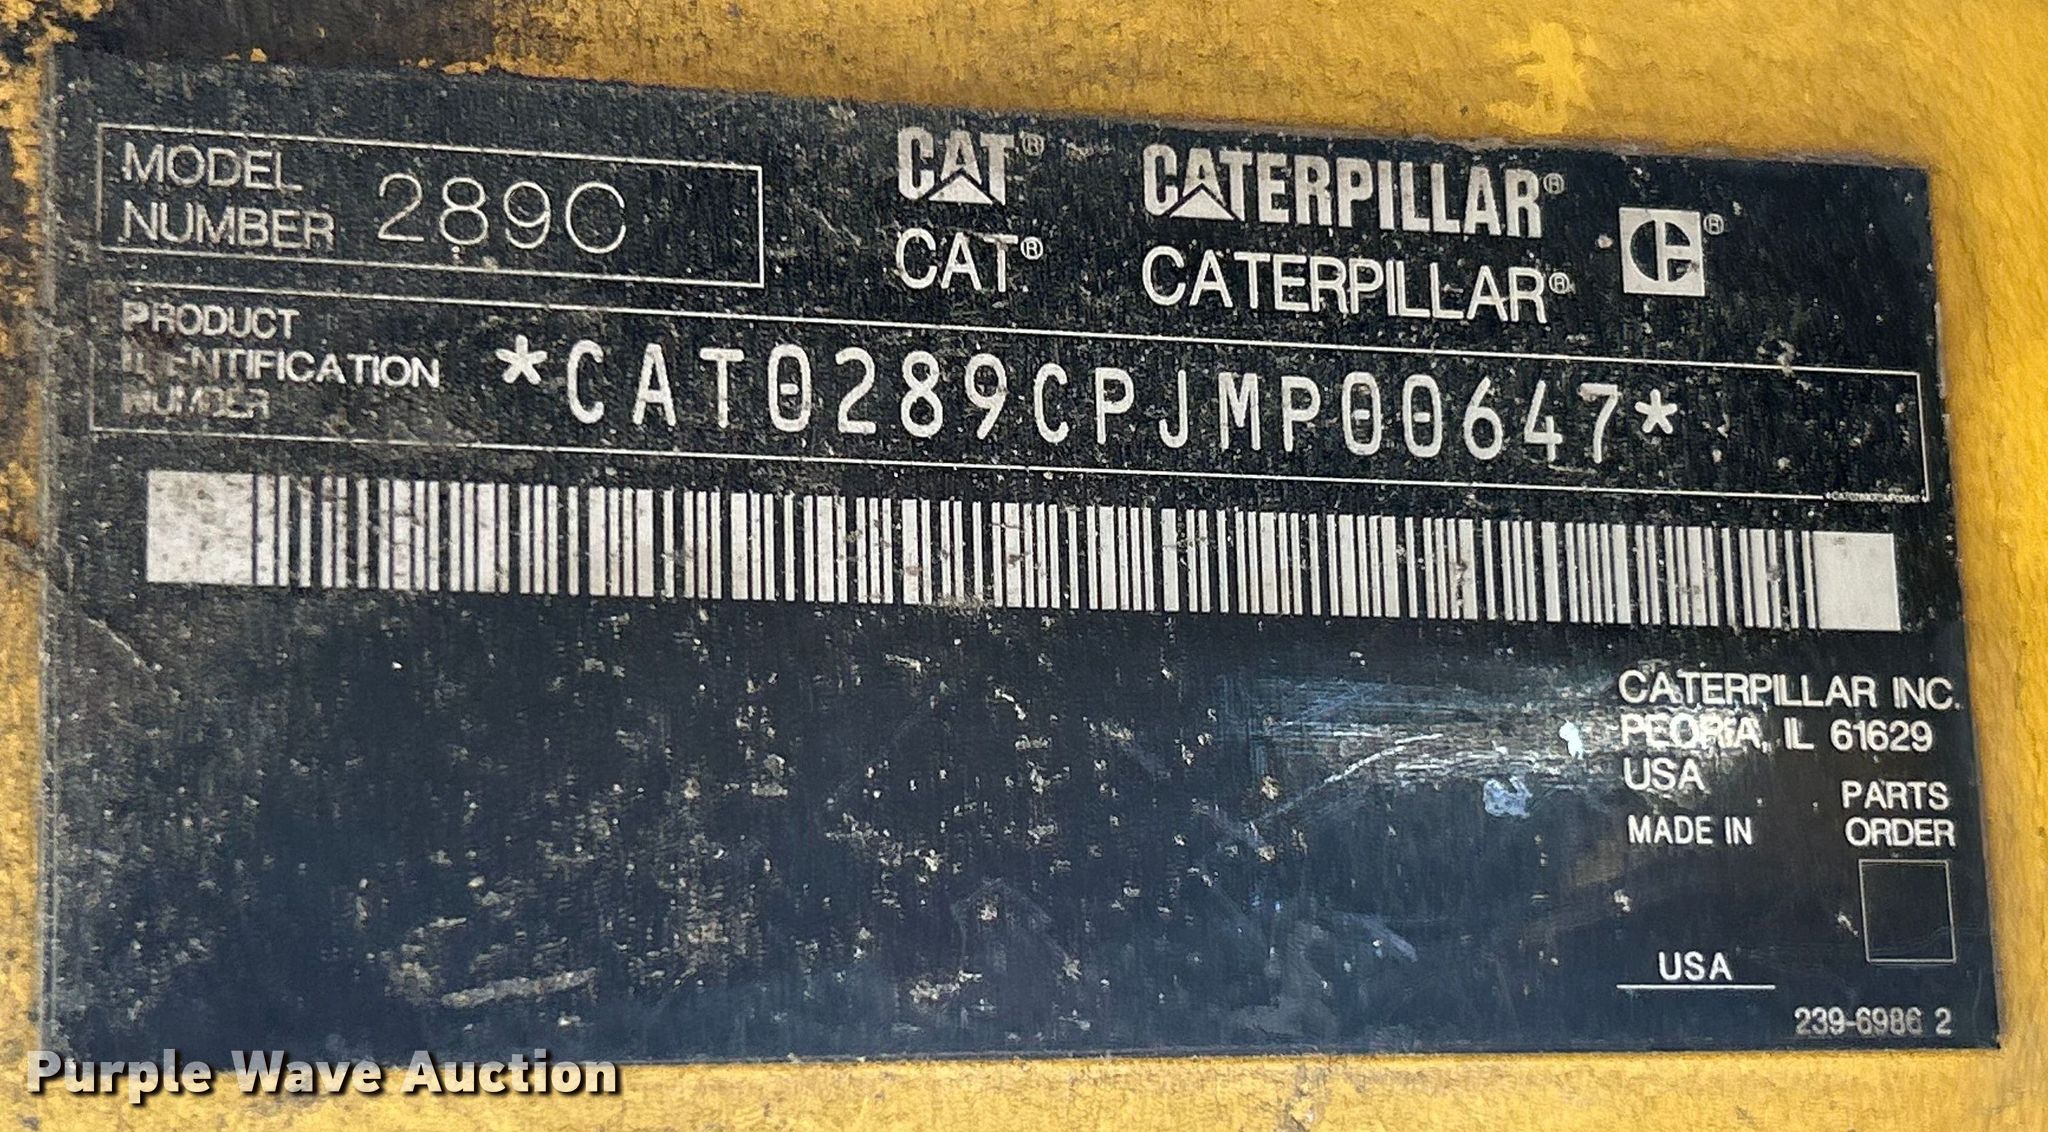 MODEL
NUMBER
289C
CAT®
CATERPILLAR®
CAT®
CATERPILLAR®
PRODUCT
IDENTIFICATION
NUMBER
*CAT0289CPJMP00647*
CATERPILLAR INC.
PEORIA, IL 61629
USA
MADE IN
USA
PARTS
ORDER
239-6986 2
Purple Wave Auction